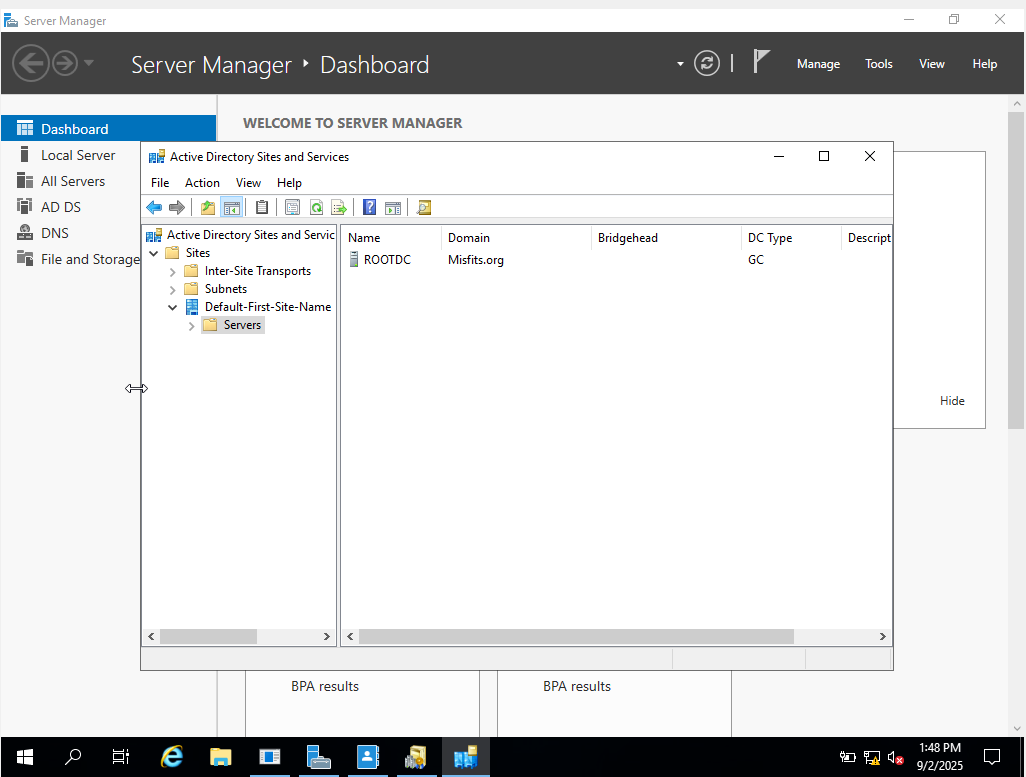 Server Manager
Server Manager • Dashboard
Manage Tools View Help
Dashboard
Local Server
All Servers
AD DS
DNS
File and Storage
WELCOME TO SERVER MANAGER
Active Directory Sites and Services
File Action View Help
Active Directory Sites and Servic
Sites
Inter-Site Transports
Subnets
Default-First-Site-Name
Servers
Name Domain Bridgehead DC Type Descript
ROOTDC Misfits.org GC
Hide
BPA results BPA results
1:48 PM
9/2/2025